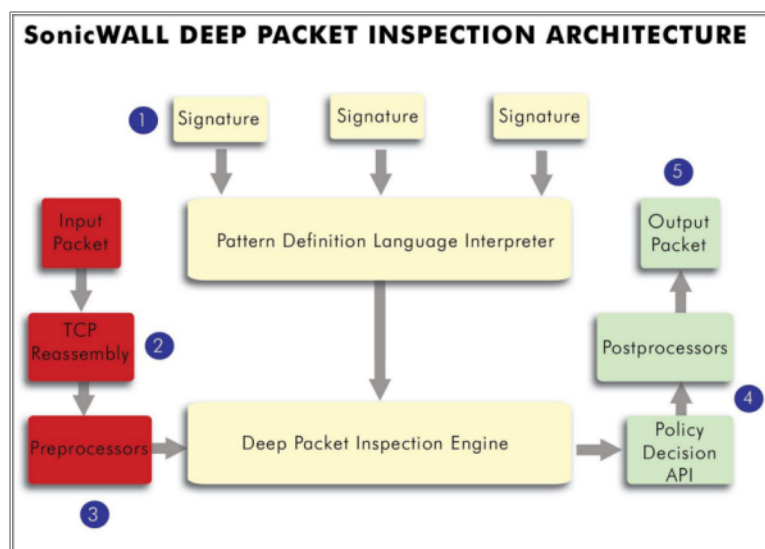 SonicWALL DEEP PACKET INSPECTION ARCHITECTURE
1
Signature
Signature
Signature
5
Input
Packet
Pattern Definition Language Interpreter
Output
Packet
TCP
Reassembly
2
Postprocessors
4
Preprocessors
Deep Packet Inspection Engine
Policy
Decision
API
3